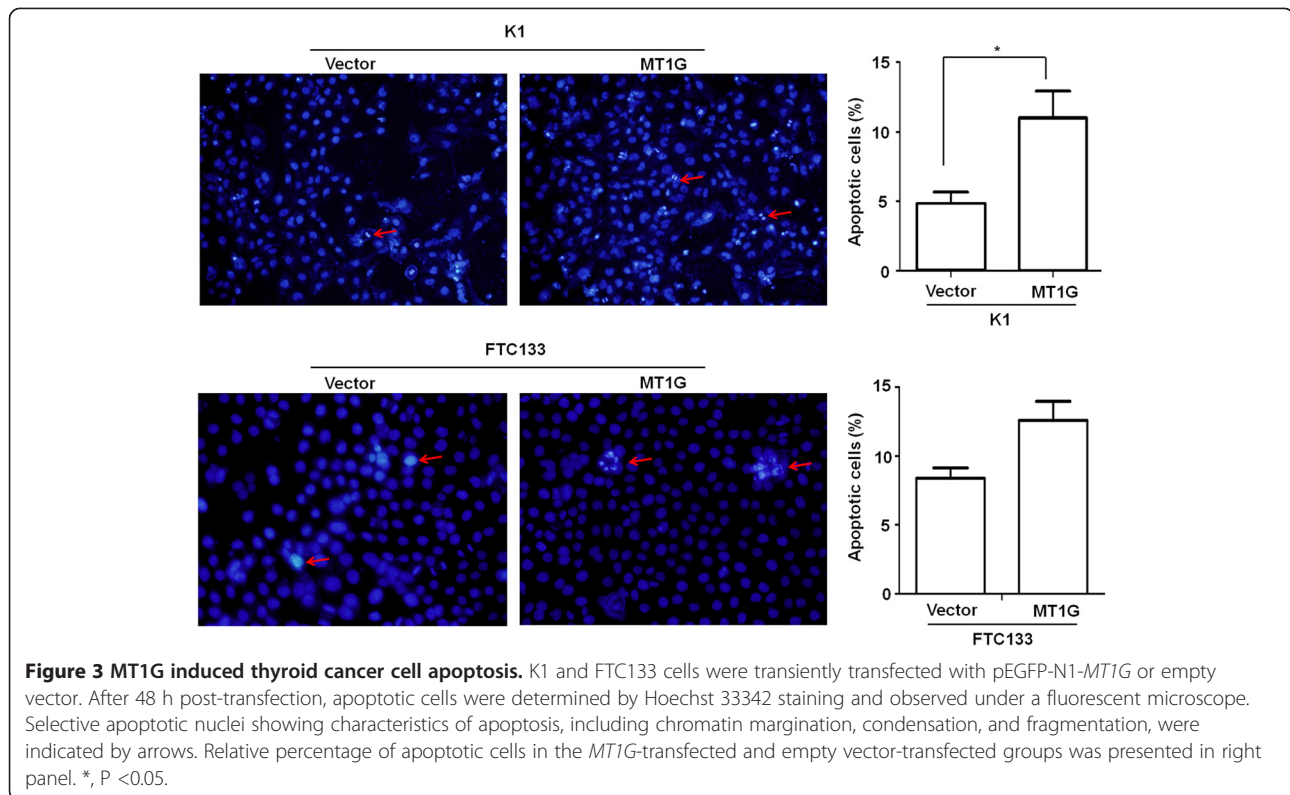 K1
Vector
MT1G
*
15
10
5
0
Apoptotic cells (%)
Vector
MT1G
K1
FTC133
Vector
MT1G
15
10
5
0
Apoptotic cells (%)
Vector
MT1G
FTC133
Figure 3 MT1G induced thyroid cancer cell apoptosis. K1 and FTC133 cells were transiently transfected with pEGFP-N1-MT1G or empty
vector. After 48 h post-transfection, apoptotic cells were determined by Hoechst 33342 staining and observed under a fluorescent microscope.
Selective apoptotic nuclei showing characteristics of apoptosis, including chromatin margination, condensation, and fragmentation, were
indicated by arrows. Relative percentage of apoptotic cells in the MT1G-transfected and empty vector-transfected groups was presented in right
panel. *, P <0.05.